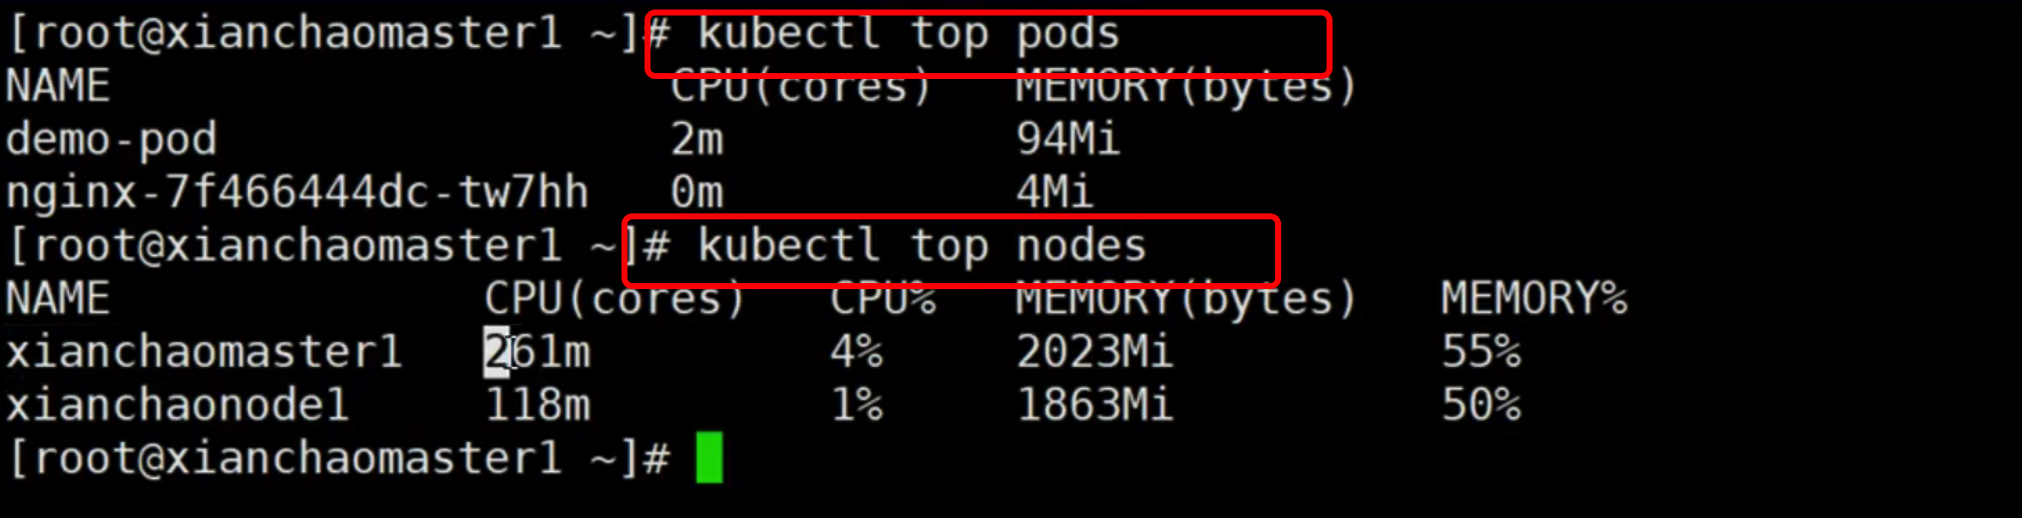 [root@xianchaomaster1 ~]# kubectl top pods
NAME CPU(cores) MEMORY(bytes)
demo-pod 2m 94Mi
nginx-7f466444dc-tw7hh 0m 4Mi
[root@xianchaomaster1 ~]# kubectl top nodes
NAME CPU(cores) CPU% MEMORY(bytes) MEMORY%
xianchaomaster1 261m 4% 2023Mi 55%
xianchaonode1 118m 1% 1863Mi 50%
[root@xianchaomaster1 ~]#